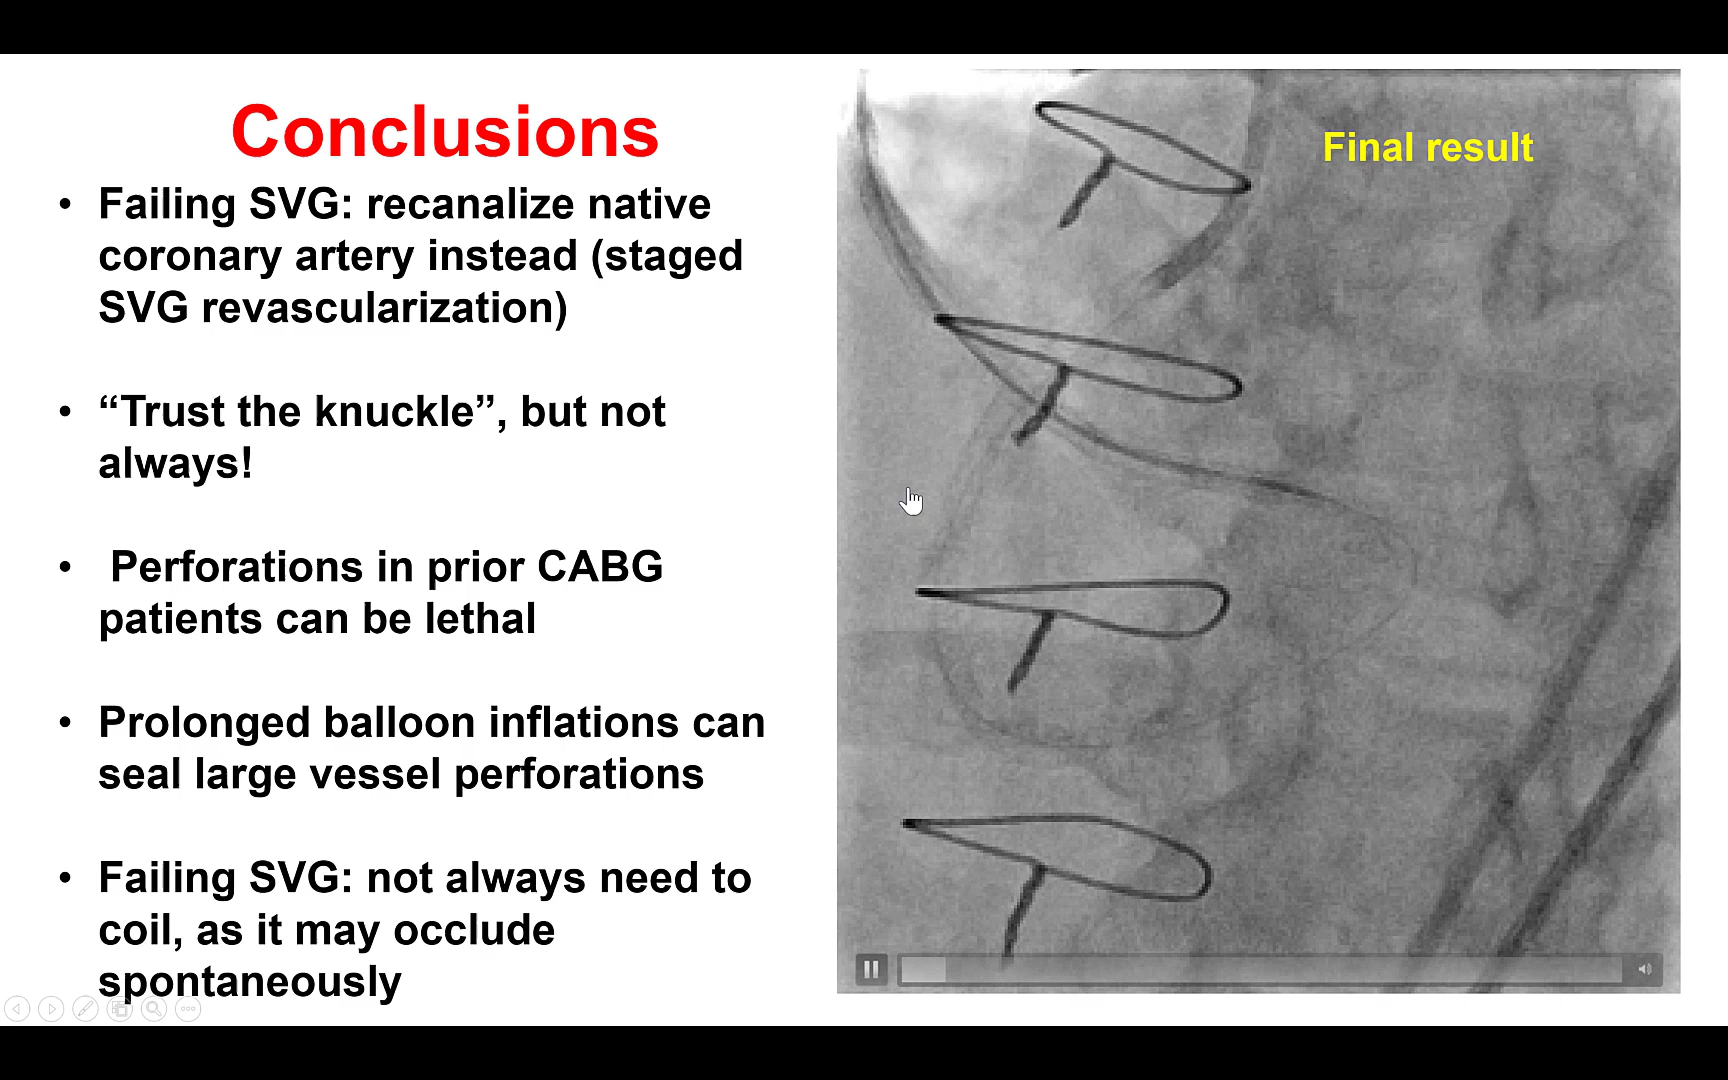 Conclusions
• Failing SVG: recanalize native
coronary artery instead (staged
SVG revascularization)
• “Trust the knuckle”, but not
always!
• Perforations in prior CABG
patients can be lethal
• Prolonged balloon inflations can
seal large vessel perforations
• Failing SVG: not always need to
coil, as it may occlude
spontaneously
Final result